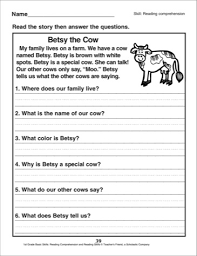 Name
Skill: Reading comprehension
Read the story then answer the questions.
Betsy the Cow
My family lives on a farm. We have a cow
named Betsy. Betsy is brown with white
spots. Betsy is a special cow. She can talk!
Our other cows only say, "Moo." Betsy
tells us what the other cows are saying.
1. Where does our family live?
2. What is the name of our cow?
3. What color is Betsy?
4. Why is Betsy a special cow?
5. What do our other cows say?
6. What does Betsy tell us?
39